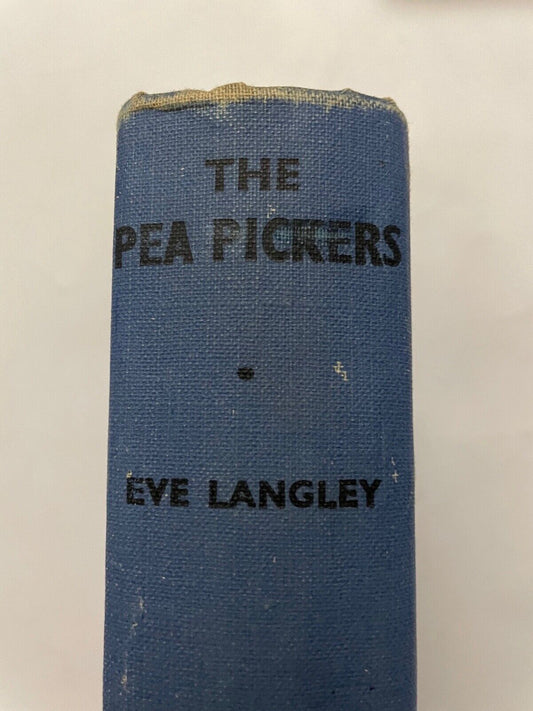 THE
PEA PICKERS
•
EVE LANGLEY